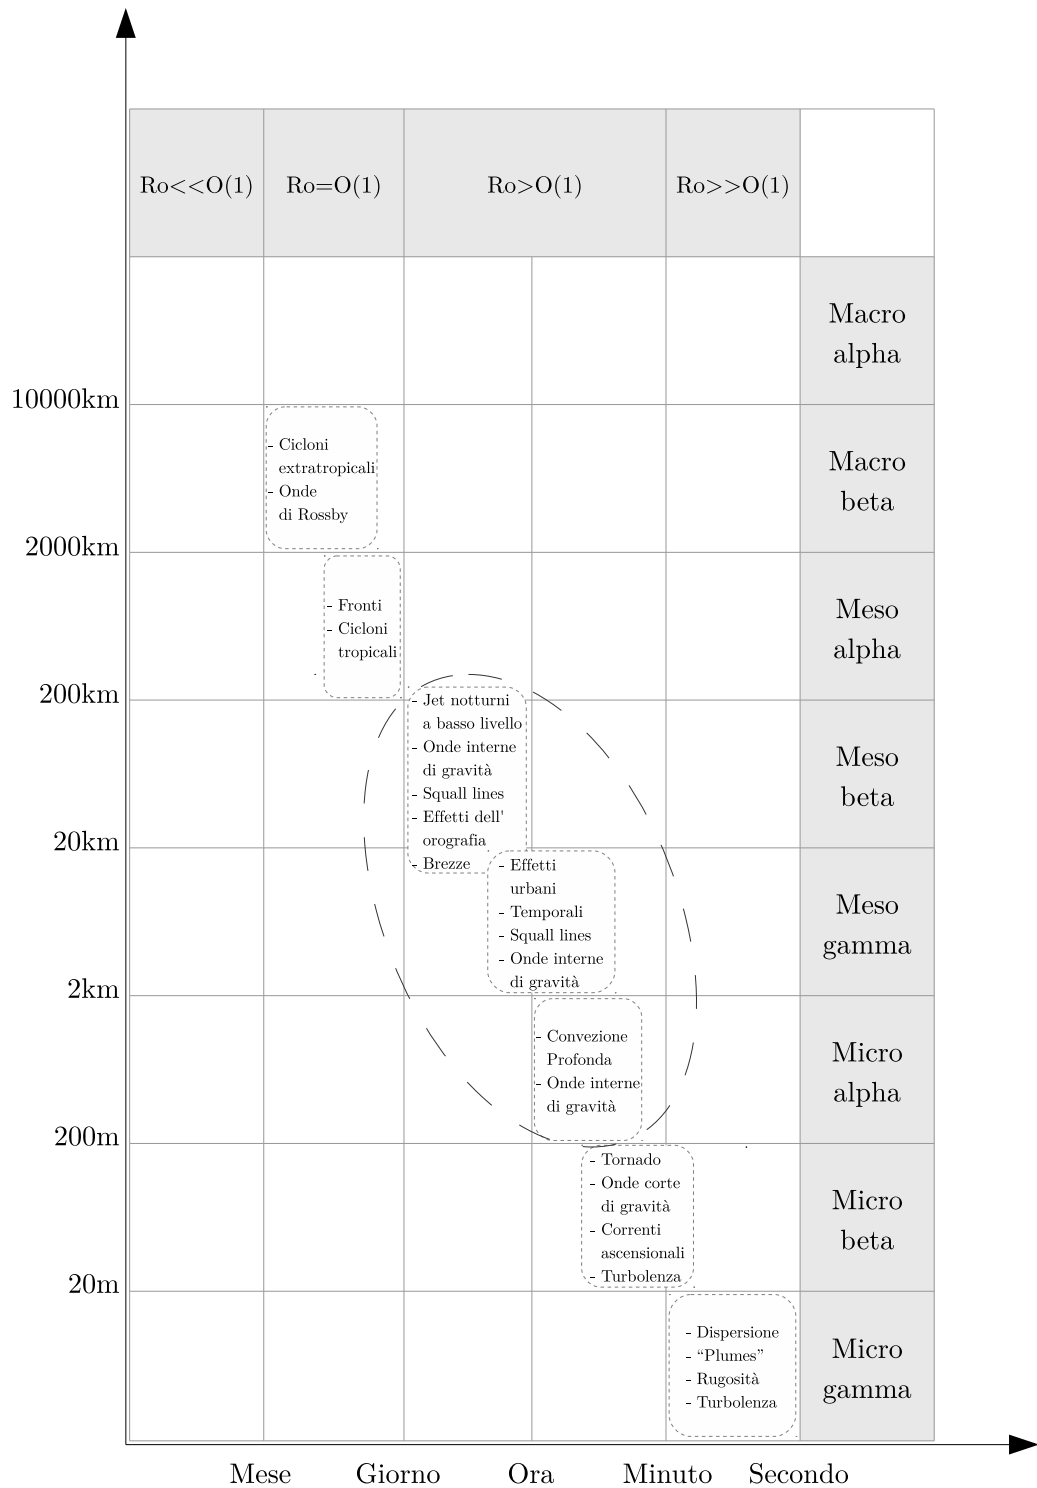 Ro<<O(1)
Ro=O(1)
Ro>O(1)
Ro>>O(1)
Macro
alpha
10000km
- Cicloni
extratropicali
- Onde
di Rossby
Macro
beta
2000km
- Fronti
- Cicloni
tropicali
Meso
alpha
200km
- Jet notturni
a basso livello
- Onde interne
di gravità
- Squall lines
- Effetti dell'
orografia
- Brezze
Meso
beta
20km
- Effetti
urbani
- Temporali
- Squall lines
- Onde interne
di gravità
Meso
gamma
2km
- Convezione
Profonda
- Onde interne
di gravità
Micro
alpha
200m
- Tornado
- Onde corte
di gravità
- Correnti
ascensionali
- Turbolenza
Micro
beta
20m
- Dispersione
- “Plumes”
- Rugosità
- Turbolenza
Micro
gamma
Mese
Giorno
Ora
Minuto
Secondo